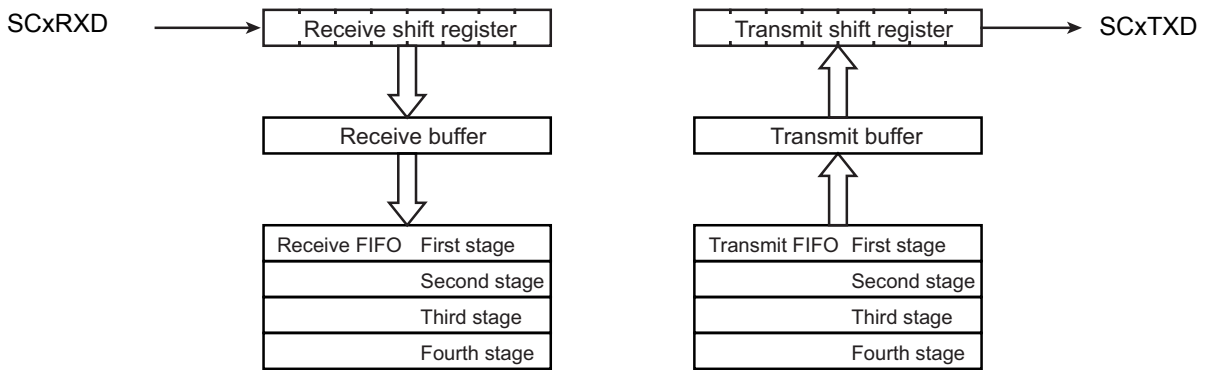 SCxRXD
Receive shift register
Receive buffer
Receive FIFO First stage
Second stage
Third stage
Fourth stage
Transmit shift register
SCxTXD
Transmit buffer
Transmit FIFO First stage
Second stage
Third stage
Fourth stage